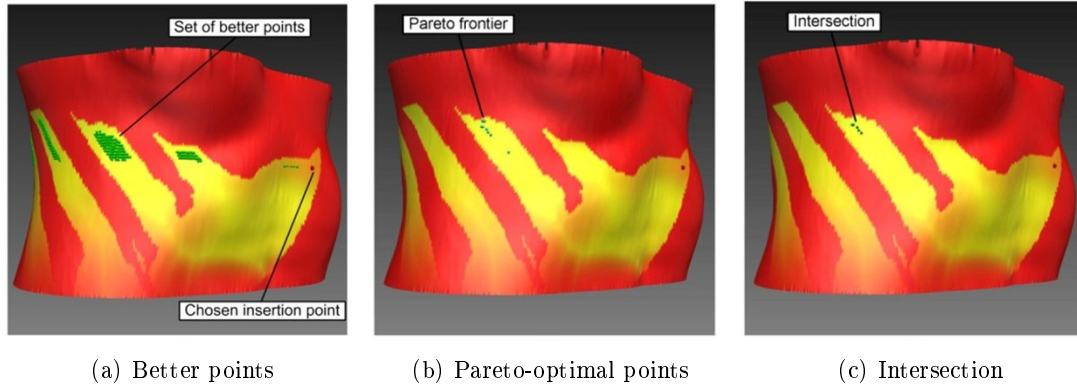 Set of better points
Chosen insertion point
Pareto frontier
Intersection
(a) Better points
(b) Pareto-optimal points
(c) Intersection